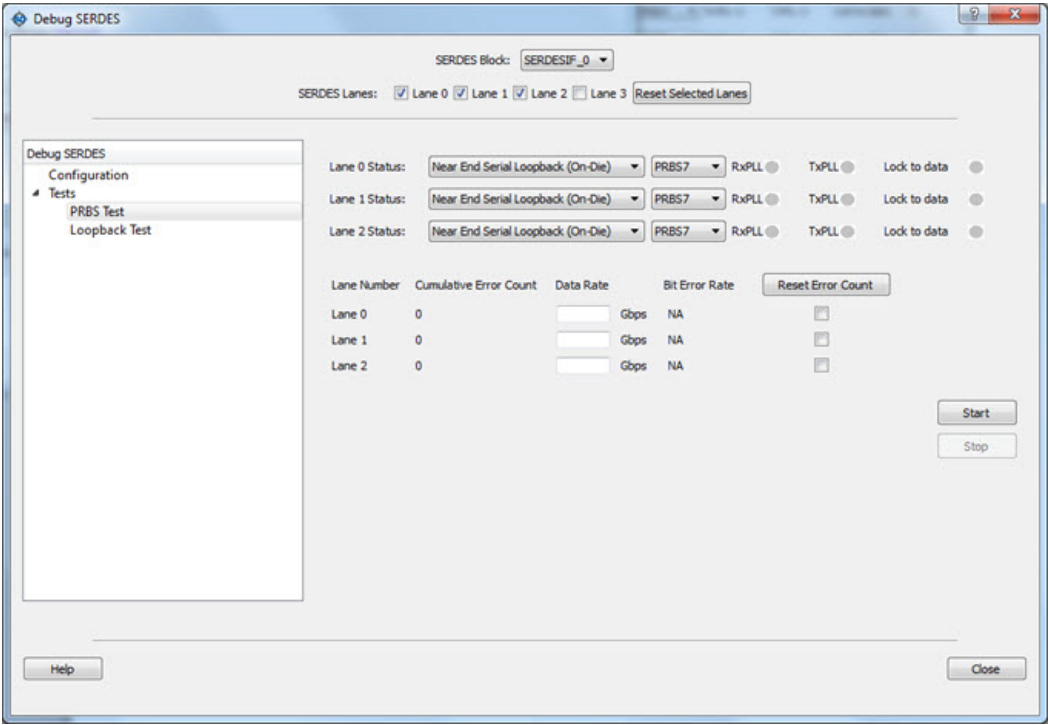 Debug SERDES
SERDES Block: SERDESIF_0
SERDES Lanes: Lane 0 Lane 1 Lane 2 Lane 3 Reset Selected Lanes
Debug SERDES
Configuration
Tests
PRBS Test
Loopback Test
Lane 0 Status: Near End Serial Loopback (On-Die) PRBS7 RxPLL TxPLL Lock to data
Lane 1 Status: Near End Serial Loopback (On-Die) PRBS7 RxPLL TxPLL Lock to data
Lane 2 Status: Near End Serial Loopback (On-Die) PRBS7 RxPLL TxPLL Lock to data
Lane Number Cumulative Error Count Data Rate Bit Error Rate Reset Error Count
Lane 0 0 Gbps NA
Lane 1 0 Gbps NA
Lane 2 0 Gbps NA
Start
Stop
Help Close